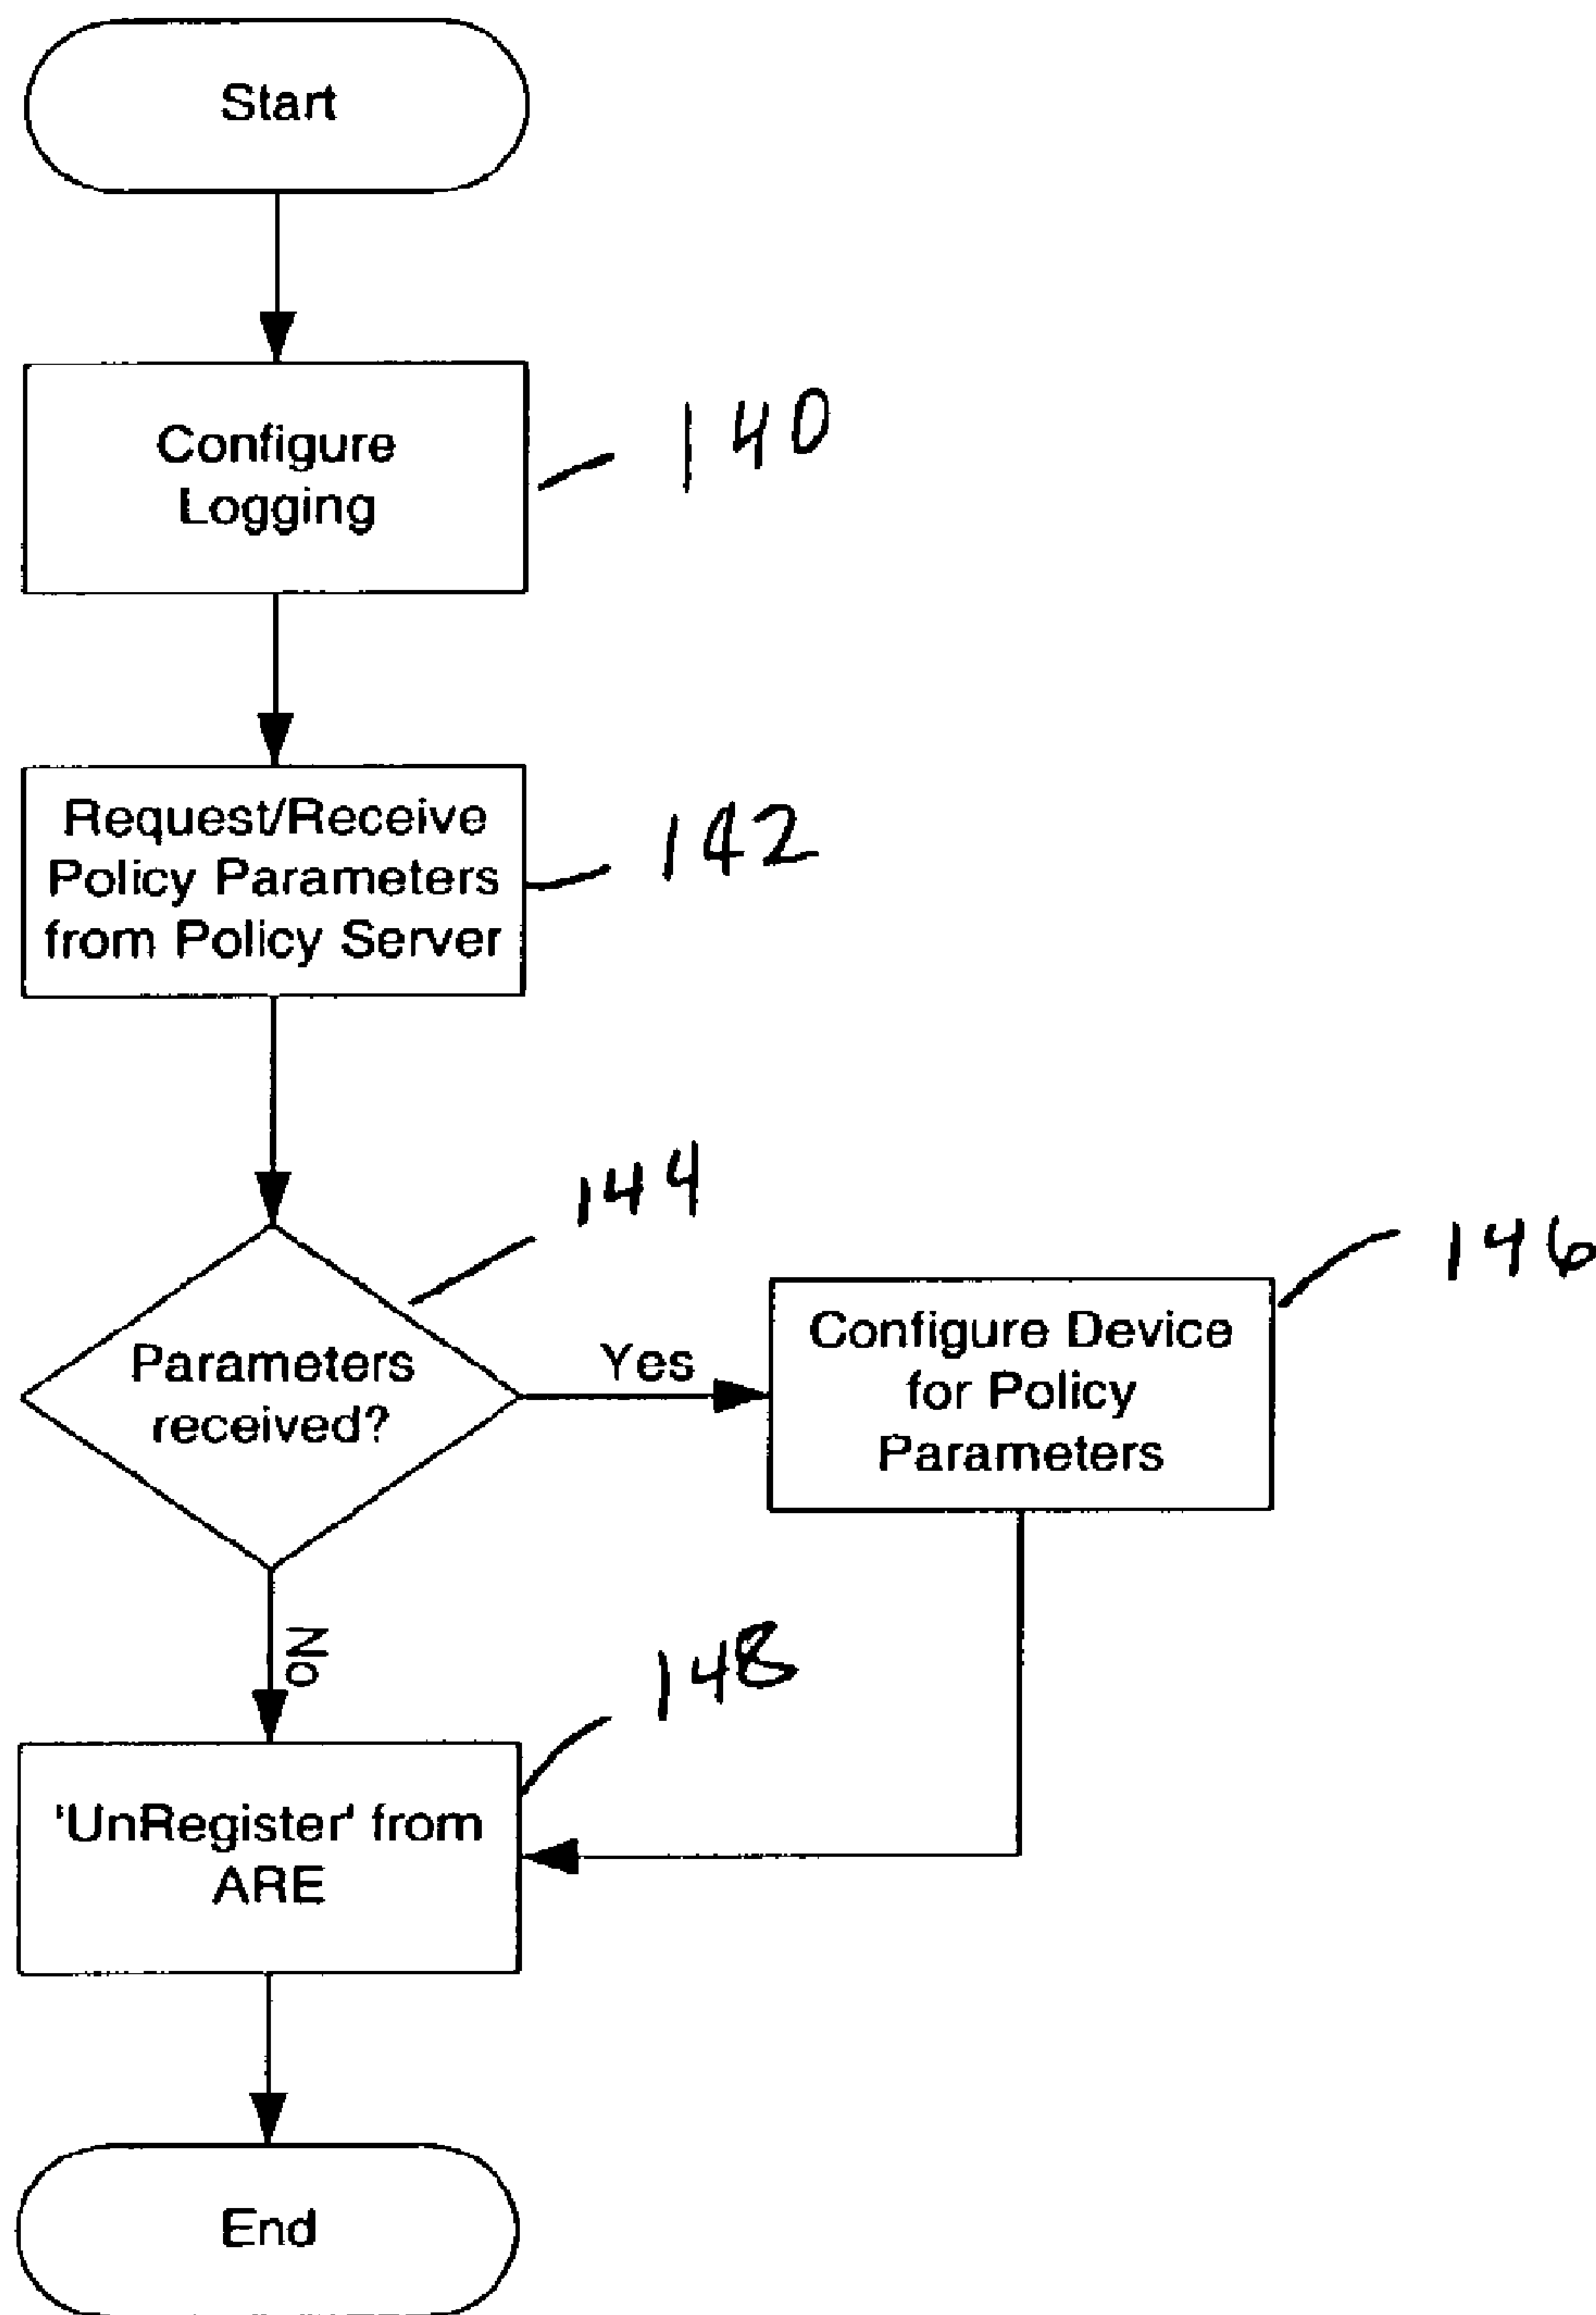 Start
Configure
Logging
140
Request/Receive
Policy Parameters
from Policy Server
142
144
Parameters
received?
Yes
146
Configure Device
for Policy
Parameters
No
148
'UnRegister' from
ARE
End